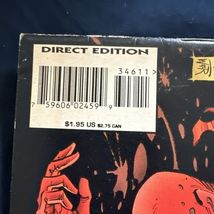 DIRECT EDITION
34611>
7 59606 02459 9
$1.95 US $2.75 CAN